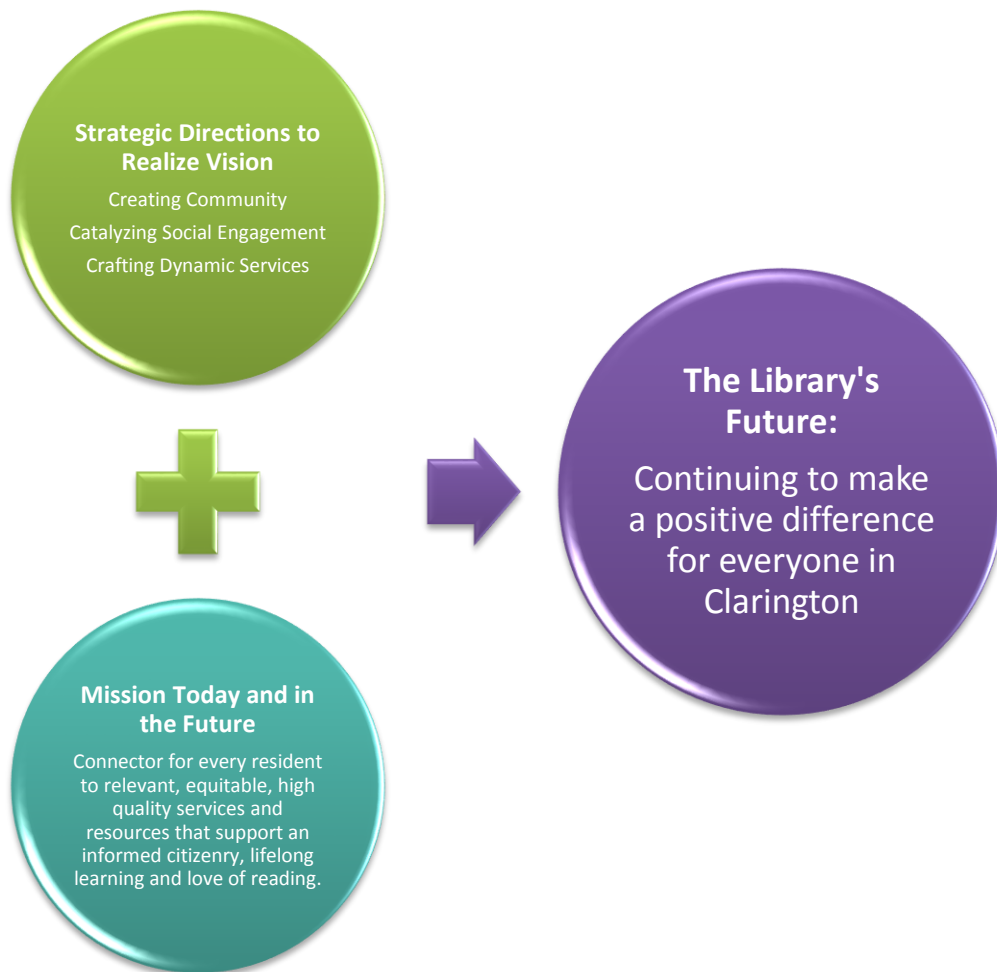 Strategic Directions to
Realize Vision
Creating Community
Catalyzing Social Engagement
Crafting Dynamic Services
The Library's
Future:
Continuing to make
a positive difference
for everyone in
Clarington
Mission Today and in
the Future
Connector for every resident
to relevant, equitable, high
quality services and
resources that support an
informed citizenry, lifelong
learning and love of reading.